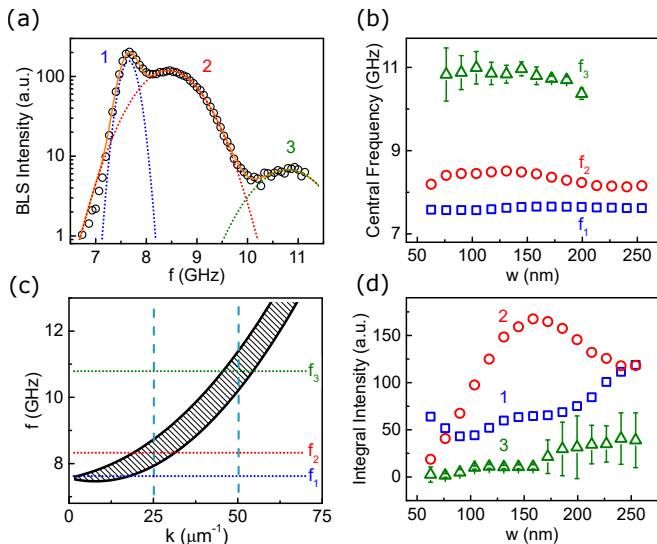 (a)
BLS Intensity (a.u.)
100
10
1
1
2
3
7 8 9 10 11
f (GHz)
(b)
Central Frequency (GHz)
11
9
7
f3
f2
f1
50 100 150 200 250
w (nm)
(c)
f (GHz)
12
10
8
f3
f2
f1
0 25 50 75
k (μm⁻¹)
(d)
Integral Intensity (a.u.)
150
100
50
0
2
1
3
50 100 150 200 250
w (nm)